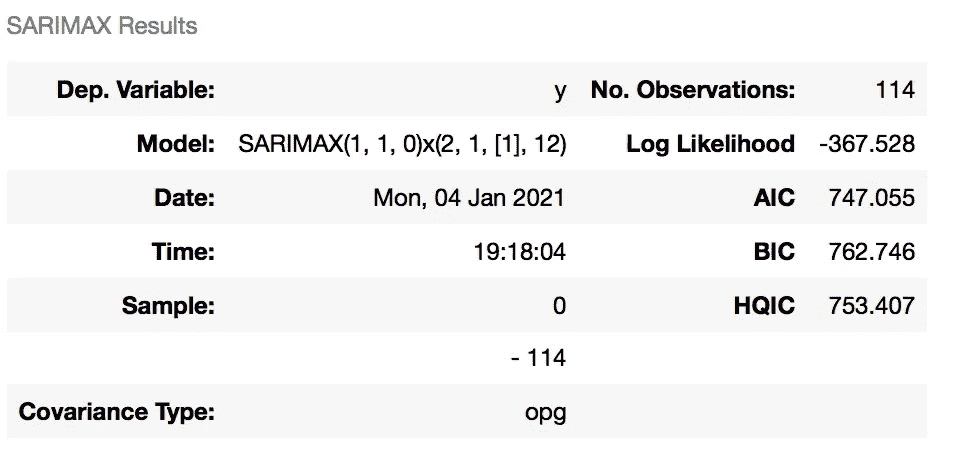 SARIMAX Results
Dep. Variable: y No. Observations: 114
Model: SARIMAX(1, 1, 0)x(2, 1, [1], 12) Log Likelihood -367.528
Date: Mon, 04 Jan 2021 AIC 747.055
Time: 19:18:04 BIC 762.746
Sample: 0 HQIC 753.407
- 114
Covariance Type: opg